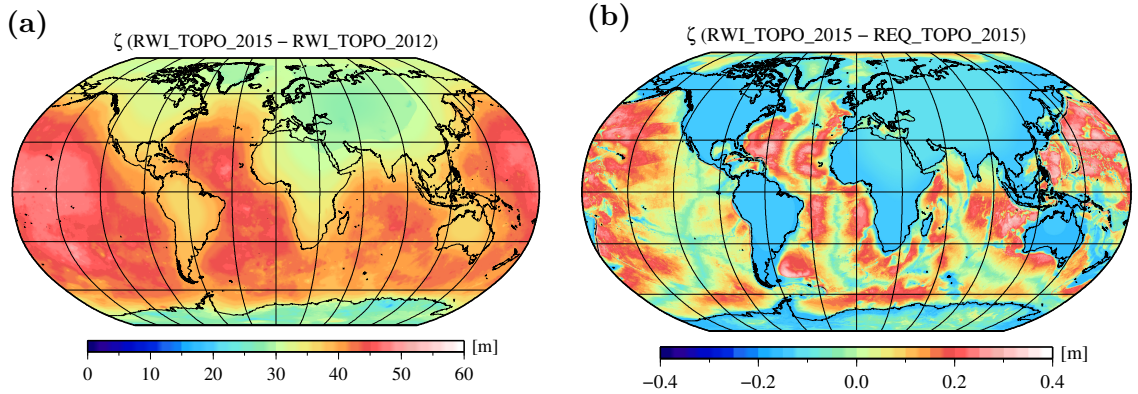 (a)
ζ (RWI_TOPO_2015 − RWI_TOPO_2012)
[m]
0 10 20 30 40 50 60
(b)
ζ (RWI_TOPO_2015 − REQ_TOPO_2015)
[m]
−0.4 −0.2 0.0 0.2 0.4